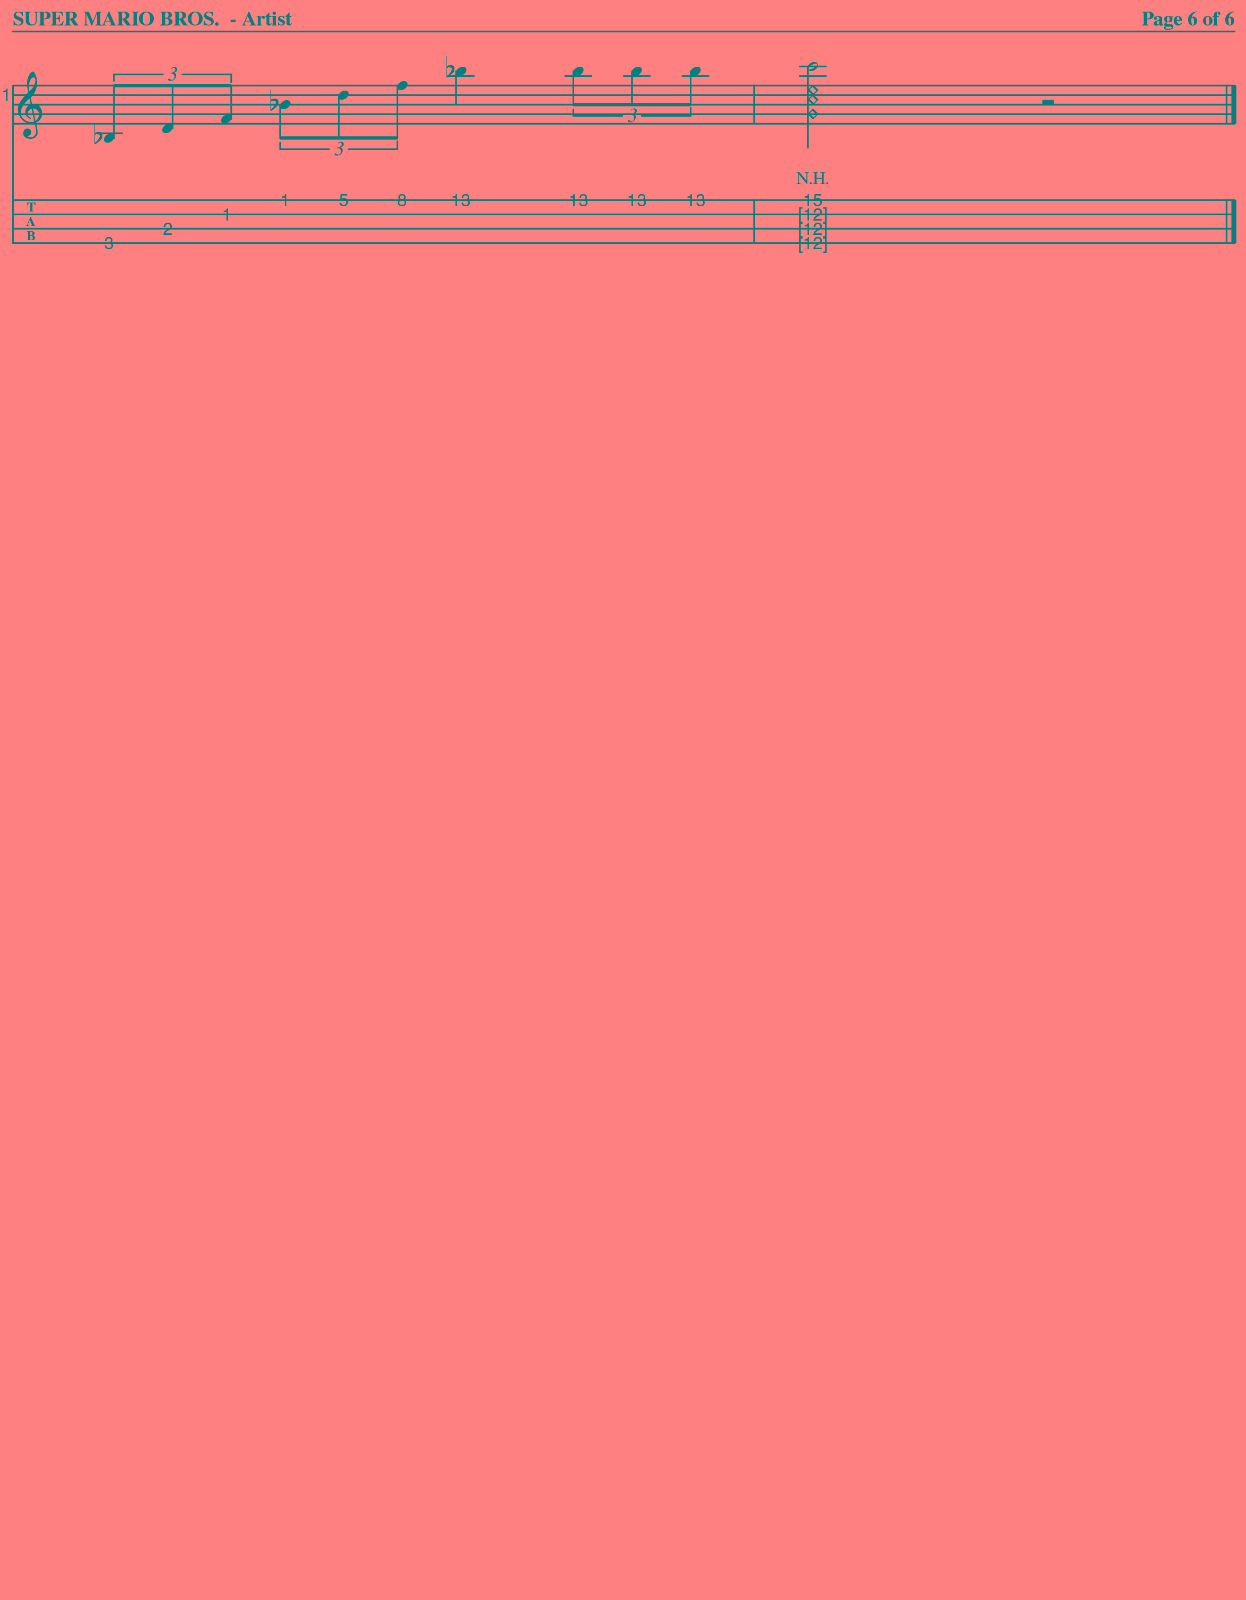 SUPER MARIO BROS. - Artist Page 6 of 6
3
1
3
3
N.H.
T 1 5 8 13 13 13 13 15
A 1 [12]
B 2 [12]
3 [12]